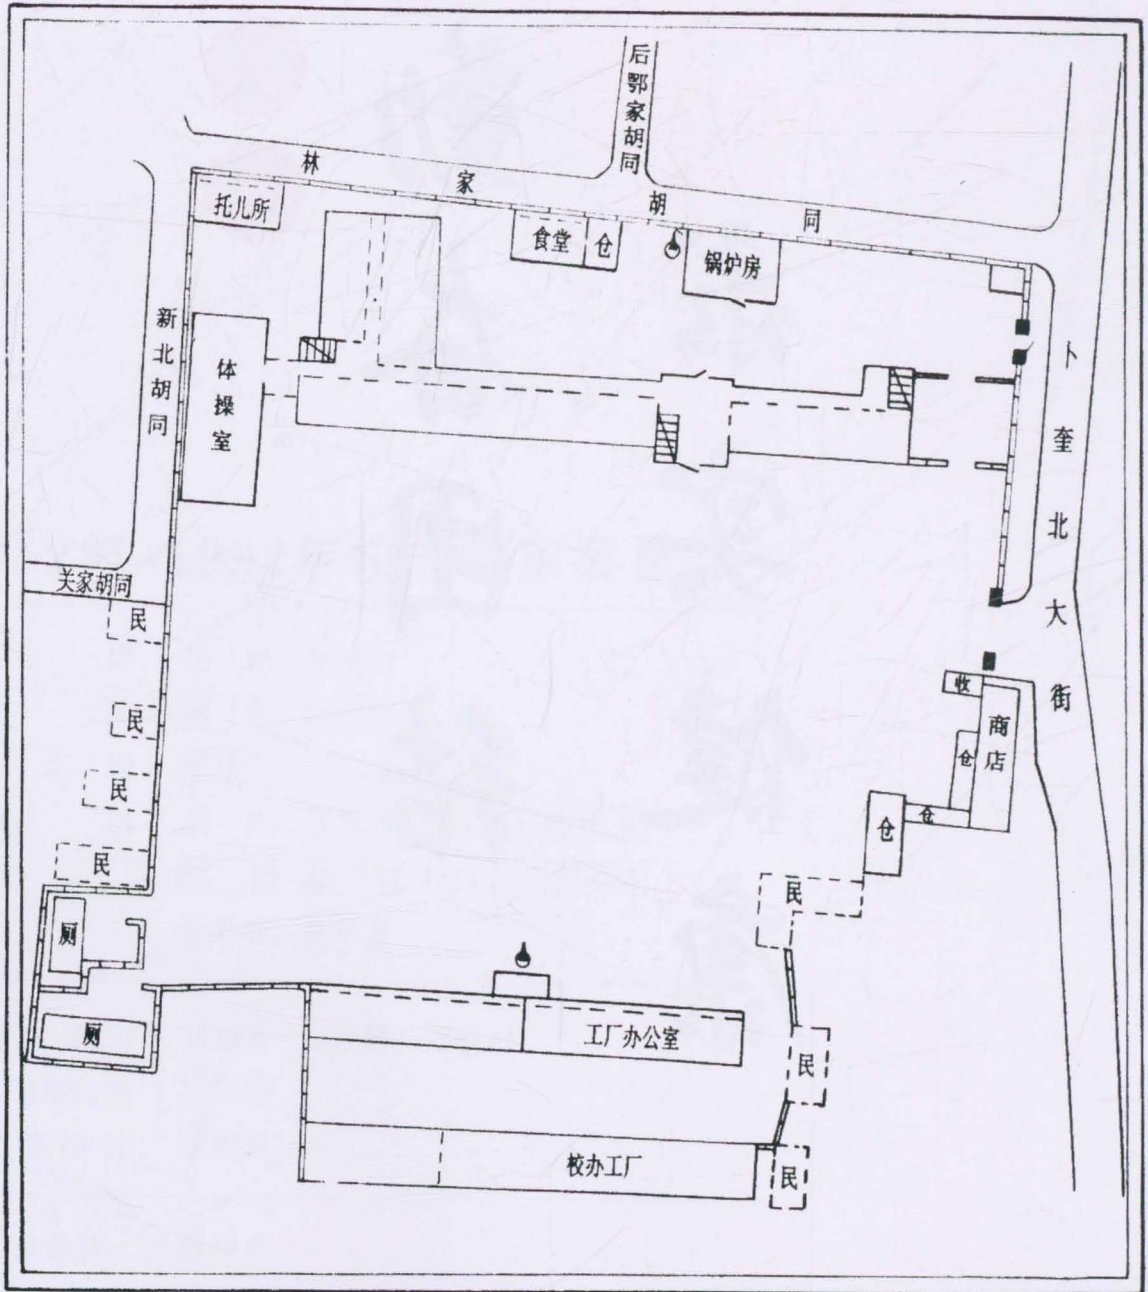 后鄂家胡同
林家胡同
托儿所
食堂
仓
锅炉房
新北胡同
体操室
卜奎北大街
关家胡同
民
民
民
民
收
商店
仓
仓
仓
民
厕
厕
工厂办公室
民
校办工厂
民